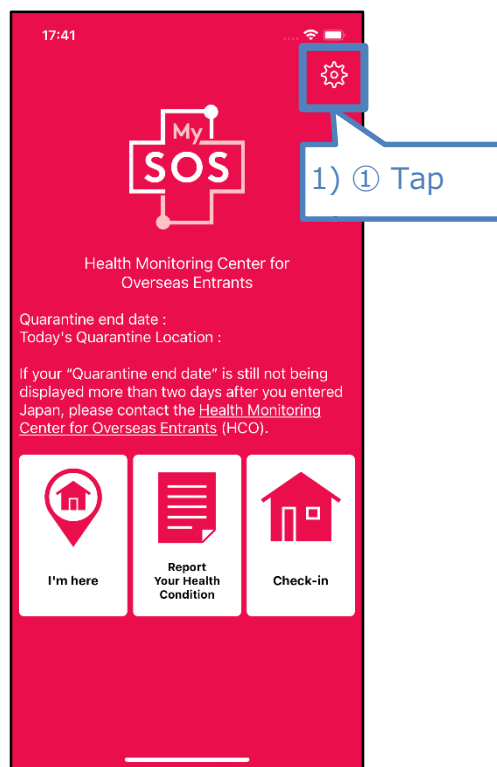 17:41
1) ① Tap
My
SOS
Health Monitoring Center for
Overseas Entrants
Quarantine end date :
Today's Quarantine Location :
If your “Quarantine end date” is still not being
displayed more than two days after you entered
Japan, please contact the Health Monitoring
Center for Overseas Entrants (HCO).
I'm here
Report
Your Health
Condition
Check-in